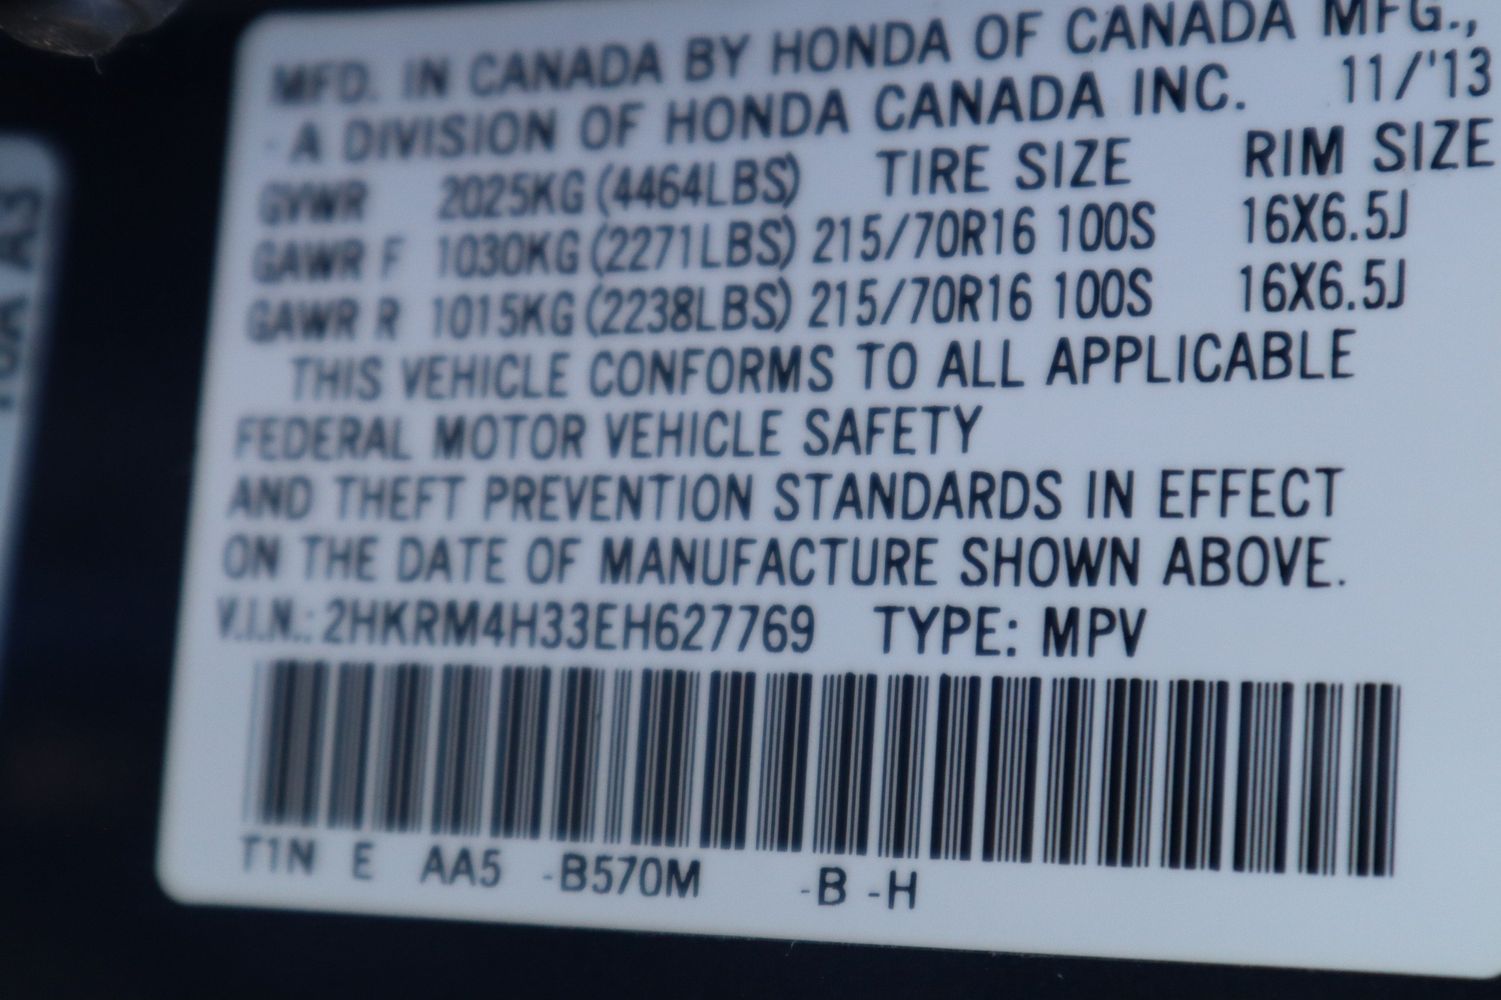 MFD. IN CANADA BY HONDA OF CANADA MFG.,
A DIVISION OF HONDA CANADA INC. 11/'13
GVWR 2025KG (4464LBS) TIRE SIZE RIM SIZE
GAWR F 1030KG (2271LBS) 215/70R16 100S 16X6.5J
GAWR R 1015KG (2238LBS) 215/70R16 100S 16X6.5J
THIS VEHICLE CONFORMS TO ALL APPLICABLE
FEDERAL MOTOR VEHICLE SAFETY
AND THEFT PREVENTION STANDARDS IN EFFECT
ON THE DATE OF MANUFACTURE SHOWN ABOVE.
V.I.N.: 2HKRM4H33EH627769 TYPE: MPV
T1N E AA5 -B570M -B -H
A3